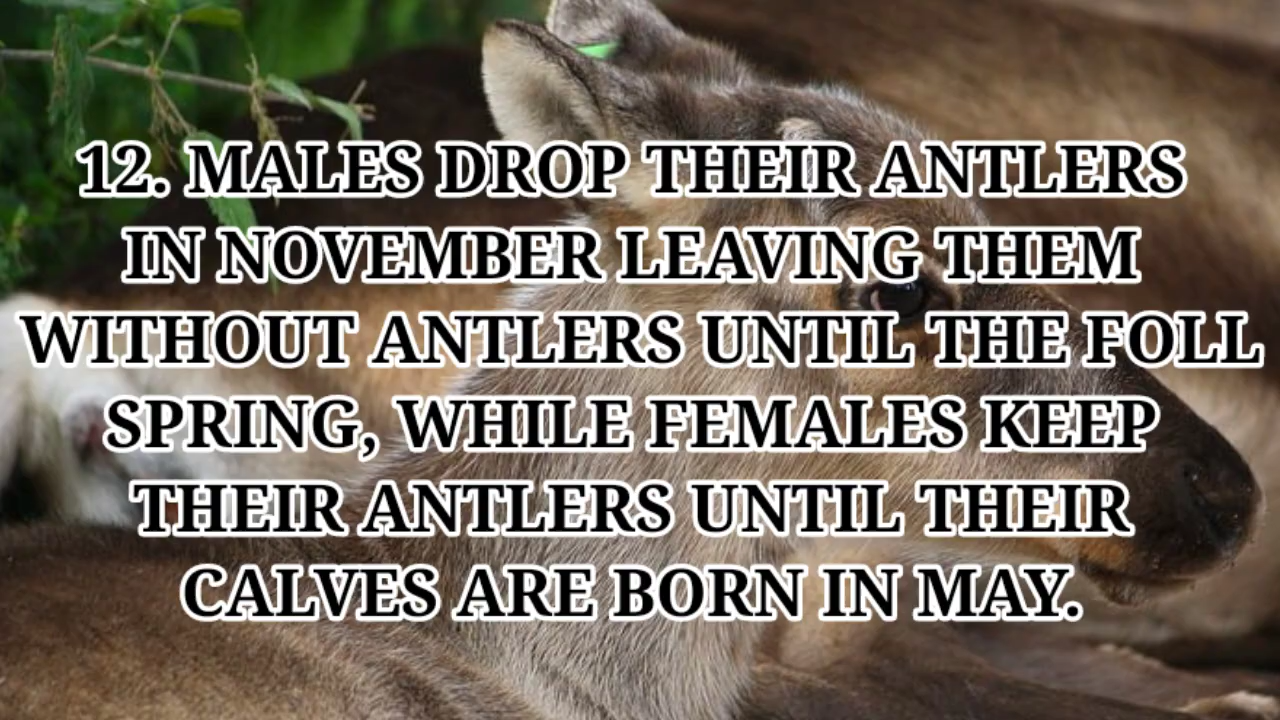 12. MALES DROP THEIR ANTLERS
IN NOVEMBER LEAVING THEM
WITHOUT ANTLERS UNTIL THE FOLL
SPRING, WHILE FEMALES KEEP
THEIR ANTLERS UNTIL THEIR
CALVES ARE BORN IN MAY.